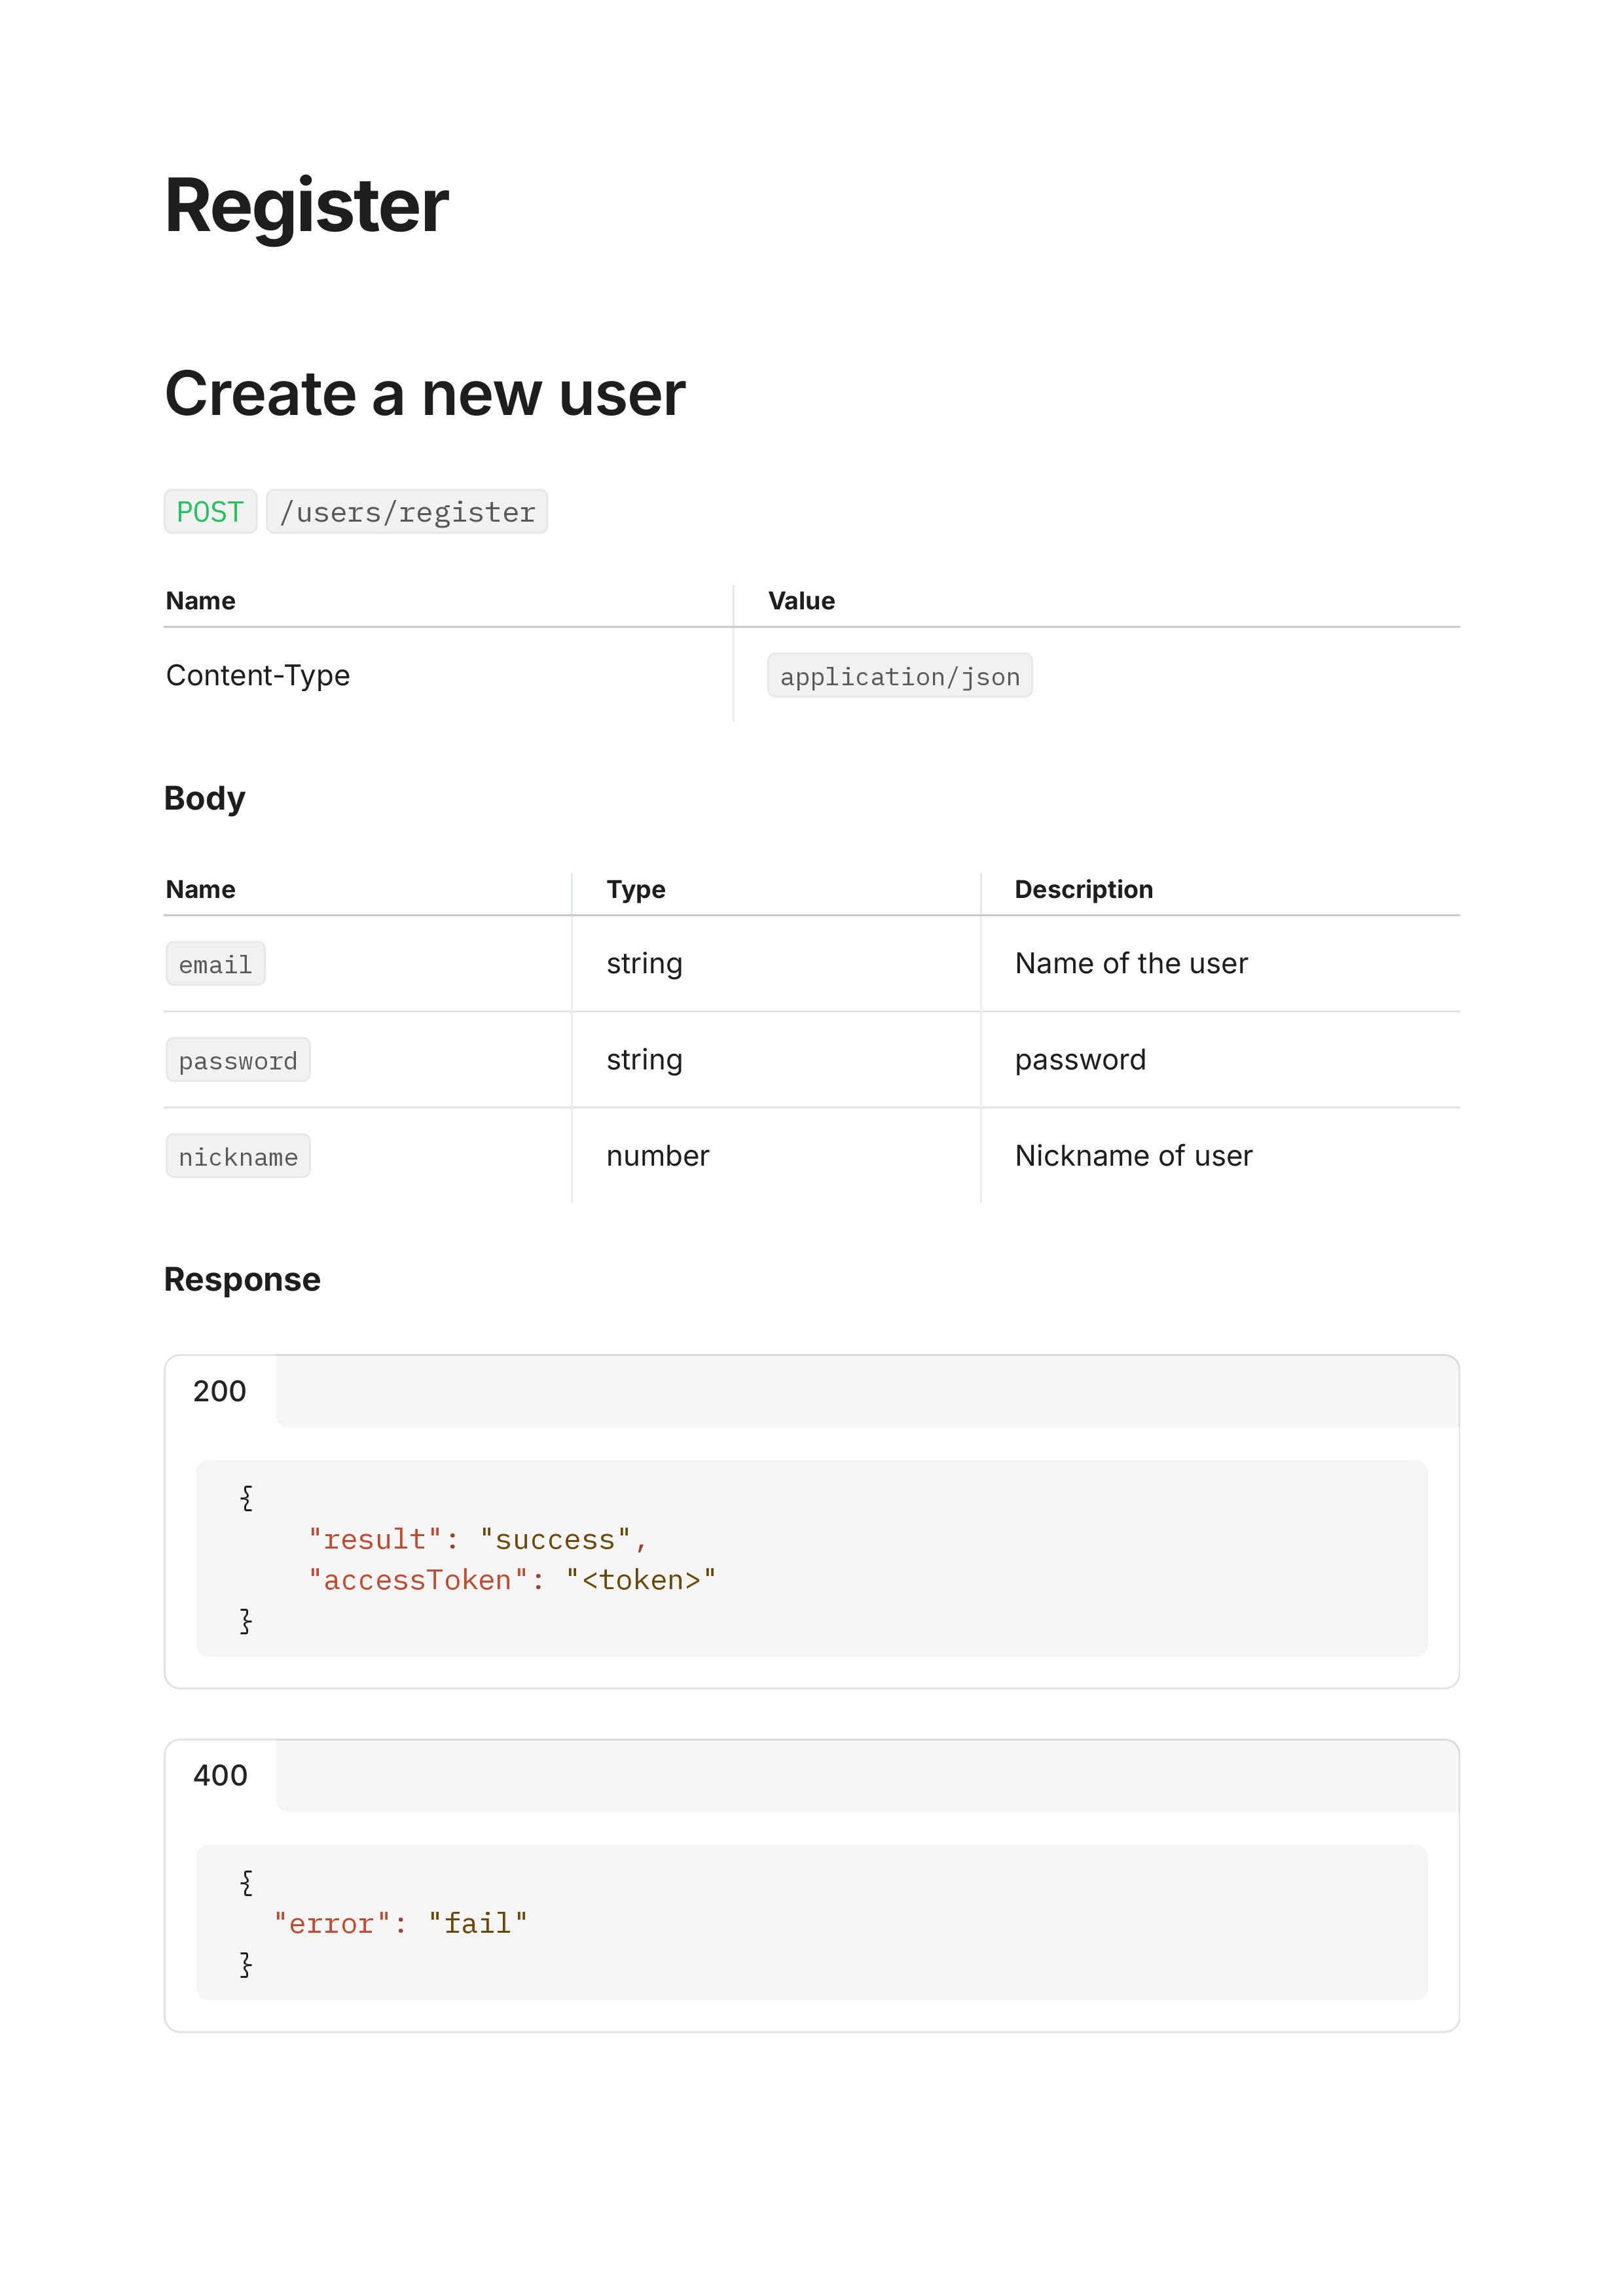 Register
Create a new user
POST /users/register
Name Value
Content-Type application/json
Body
Name Type Description
email string Name of the user
password string password
nickname number Nickname of user
Response
200
{
"result": "success",
"accessToken": "<token>"
}
400
{
"error": "fail"
}